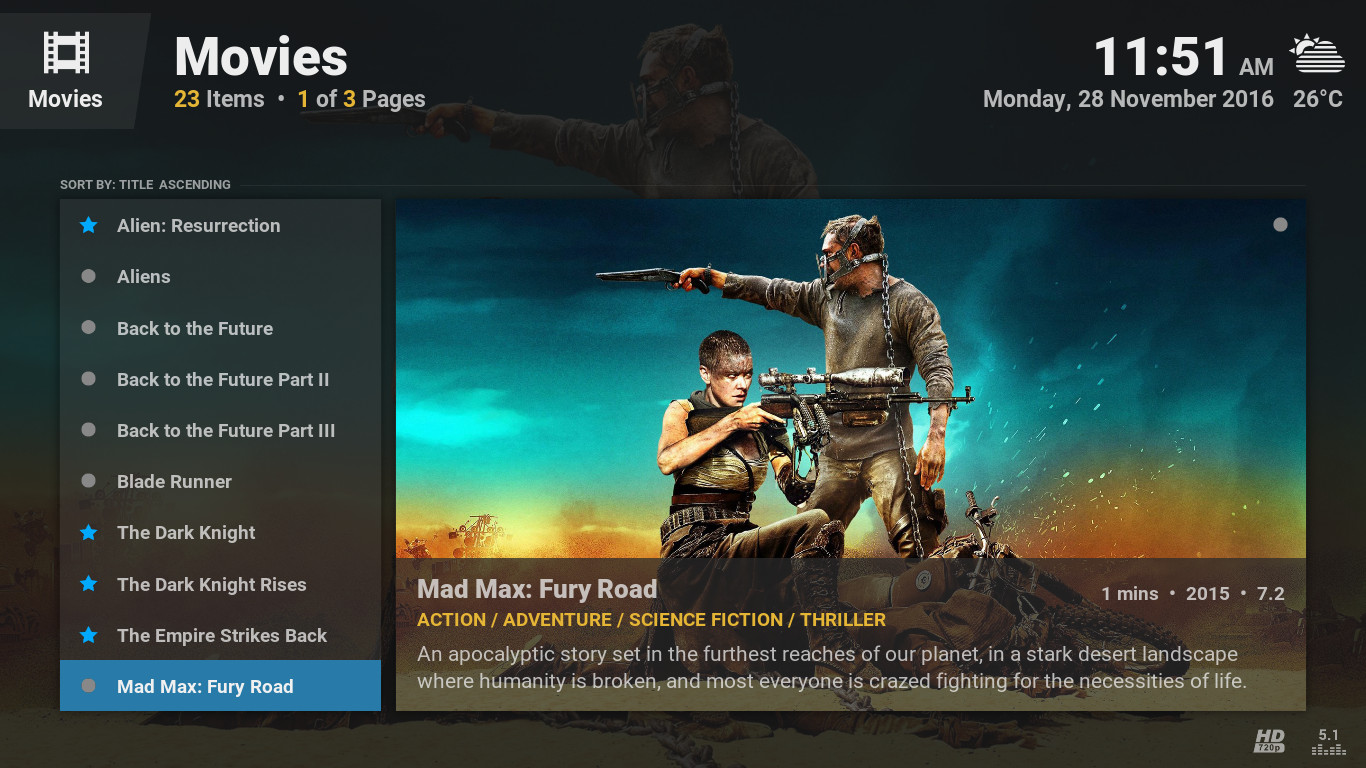 Movies
Movies
23 Items • 1 of 3 Pages
11:51 AM
Monday, 28 November 2016 26°C
SORT BY: TITLE ASCENDING
Alien: Resurrection
Aliens
Back to the Future
Back to the Future Part II
Back to the Future Part III
Blade Runner
The Dark Knight
The Dark Knight Rises
The Empire Strikes Back
Mad Max: Fury Road
Mad Max: Fury Road
1 mins • 2015 • 7.2
ACTION / ADVENTURE / SCIENCE FICTION / THRILLER
An apocalyptic story set in the furthest reaches of our planet, in a stark desert landscape
where humanity is broken, and most everyone is crazed fighting for the necessities of life.
HD
720p
5.1